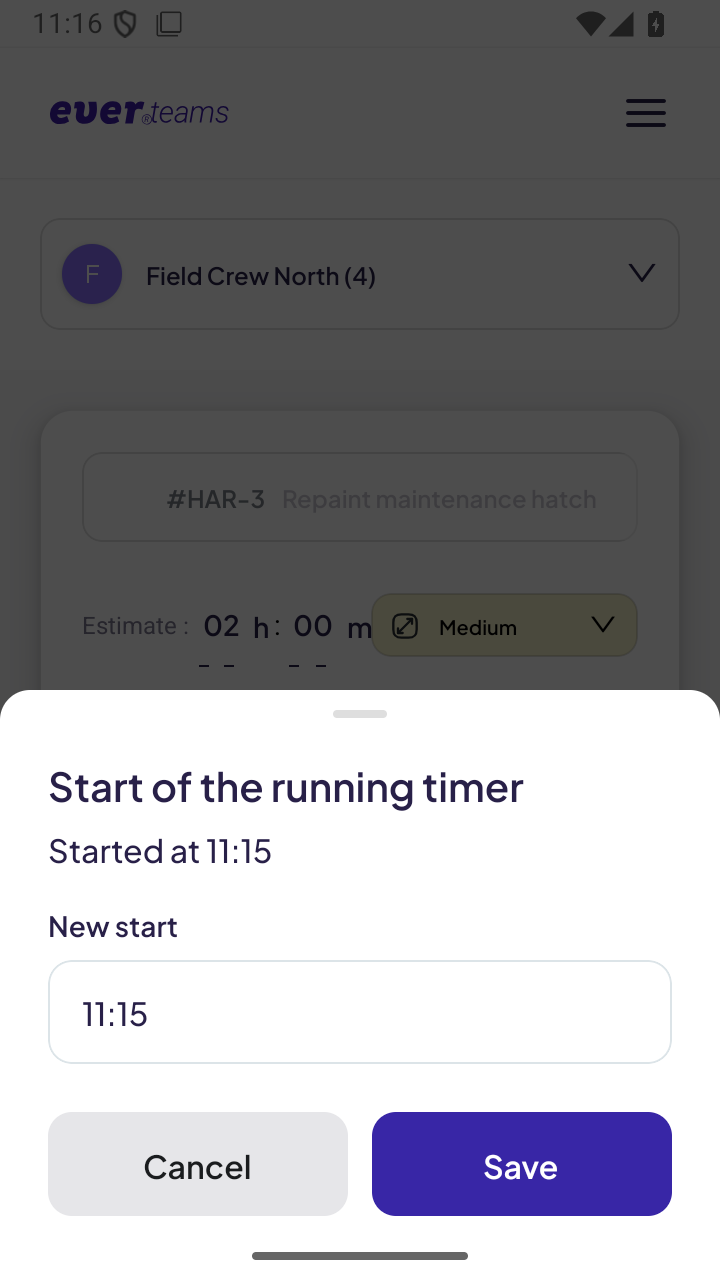 11:16
ever®teams
F
Field Crew North (4)
#HAR-3 Repaint maintenance hatch
Estimate : 02 h : 00 m
Medium
Start of the running timer
Started at 11:15
New start
11:15
Cancel
Save